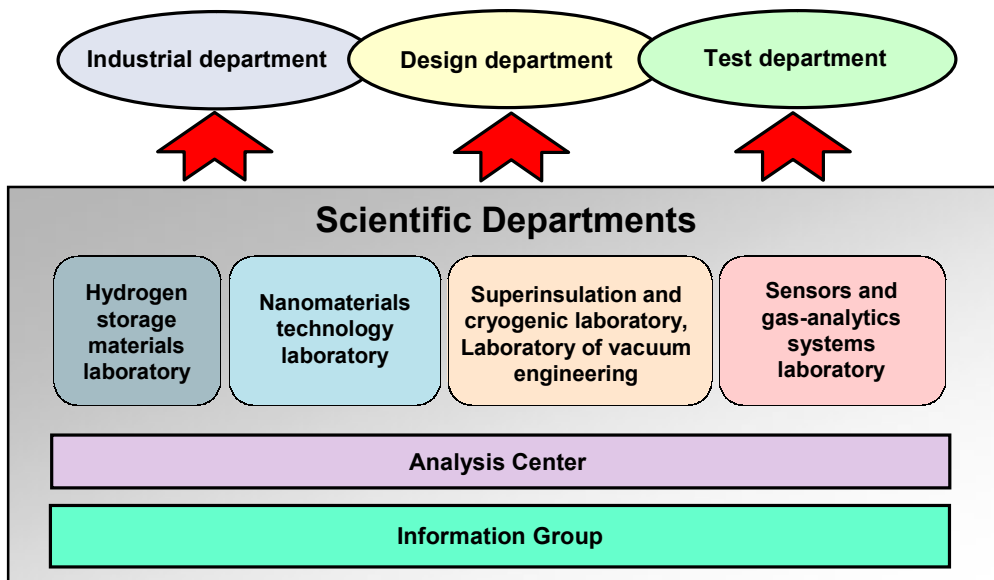 Industrial department
Design department
Test department
Scientific Departments
Hydrogen
storage
materials
laboratory
Nanomaterials
technology
laboratory
Superinsulation and
cryogenic laboratory,
Laboratory of vacuum
engineering
Sensors and
gas-analytics
systems
laboratory
Analysis Center
Information Group